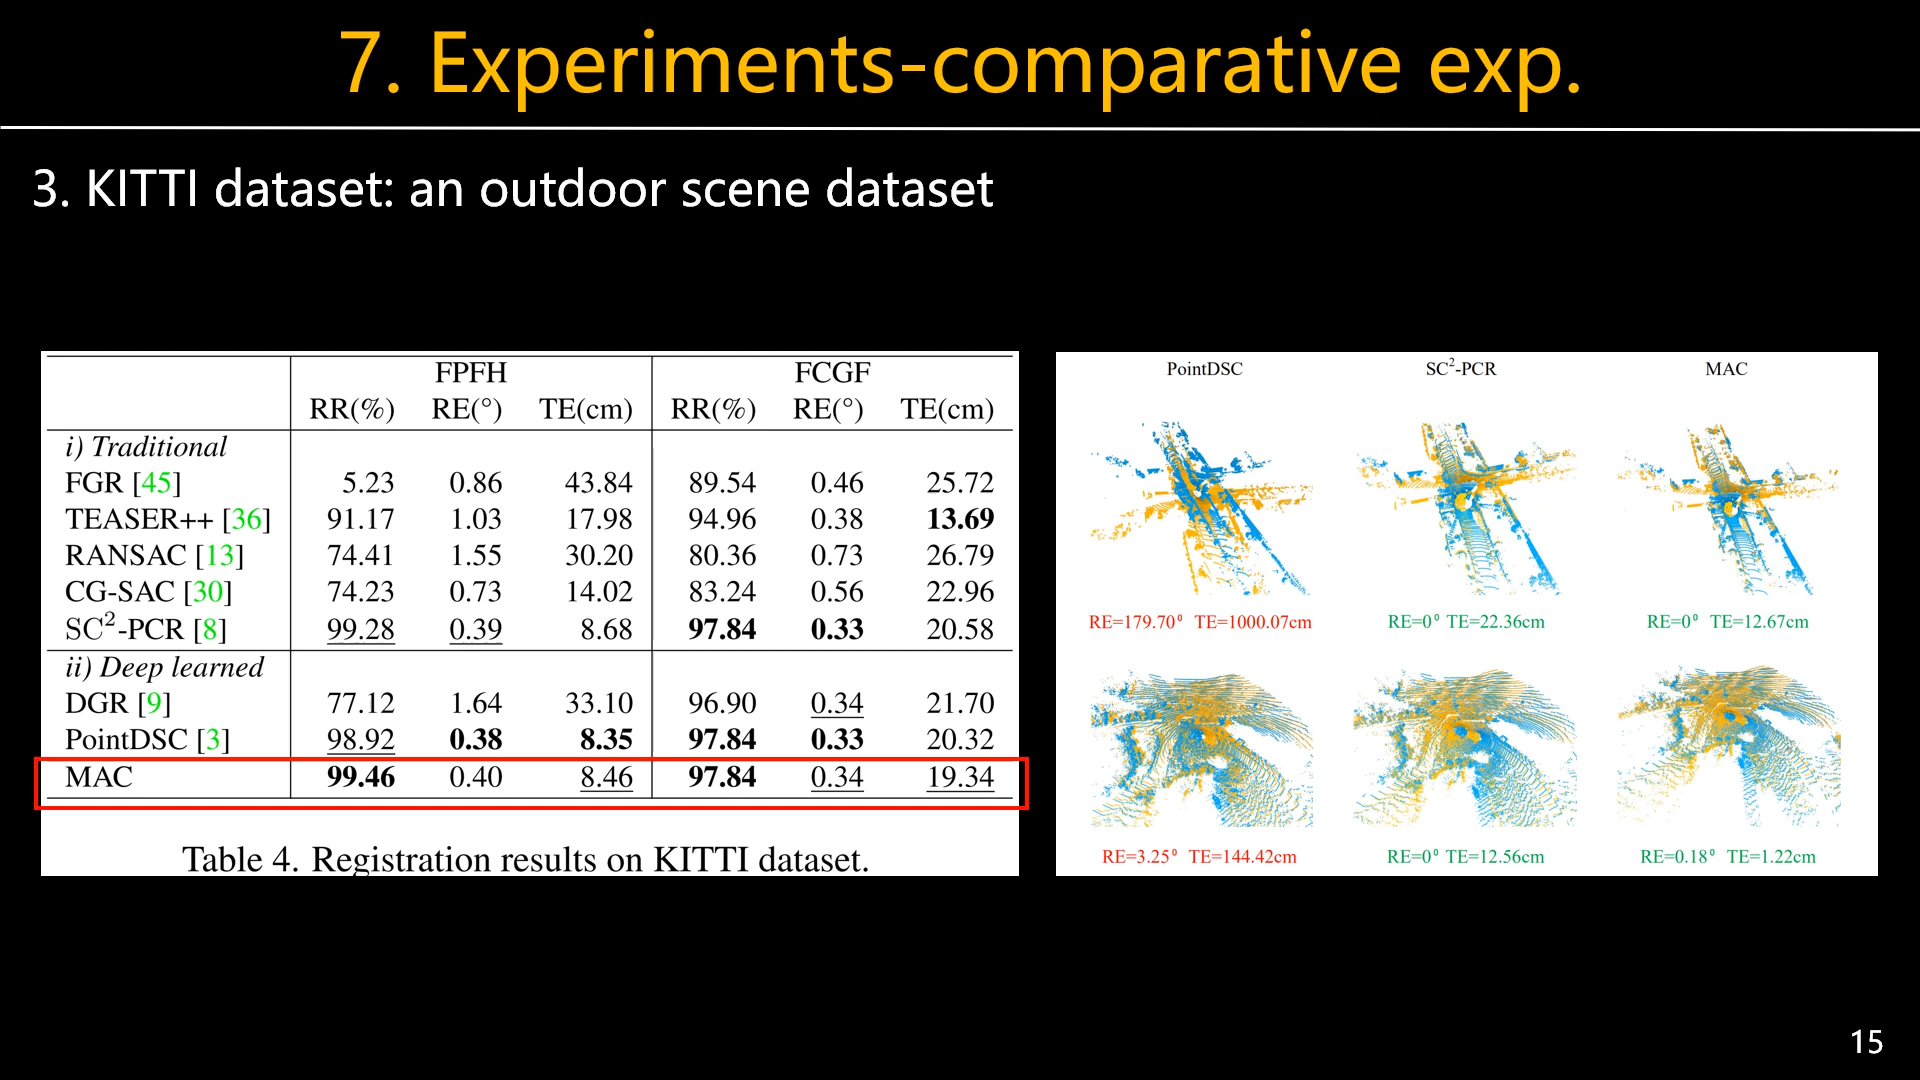 7. Experiments-comparative exp.
3. KITTI dataset: an outdoor scene dataset
FPFH FCGF
RR(%) RE(°) TE(cm) RR(%) RE(°) TE(cm)
i) Traditional
FGR [45] 5.23 0.86 43.84 89.54 0.46 25.72
TEASER++ [36] 91.17 1.03 17.98 94.96 0.38 13.69
RANSAC [13] 74.41 1.55 30.20 80.36 0.73 26.79
CG-SAC [30] 74.23 0.73 14.02 83.24 0.56 22.96
SC²-PCR [8] 99.28 0.39 8.68 97.84 0.33 20.58
ii) Deep learned
DGR [9] 77.12 1.64 33.10 96.90 0.34 21.70
PointDSC [3] 98.92 0.38 8.35 97.84 0.33 20.32
MAC 99.46 0.40 8.46 97.84 0.34 19.34
Table 4. Registration results on KITTI dataset.
PointDSC SC²-PCR MAC
RE=179.70⁰ TE=1000.07cm RE=0⁰ TE=22.36cm RE=0⁰ TE=12.67cm
RE=3.25⁰ TE=144.42cm RE=0⁰ TE=12.56cm RE=0.18⁰ TE=1.22cm
15